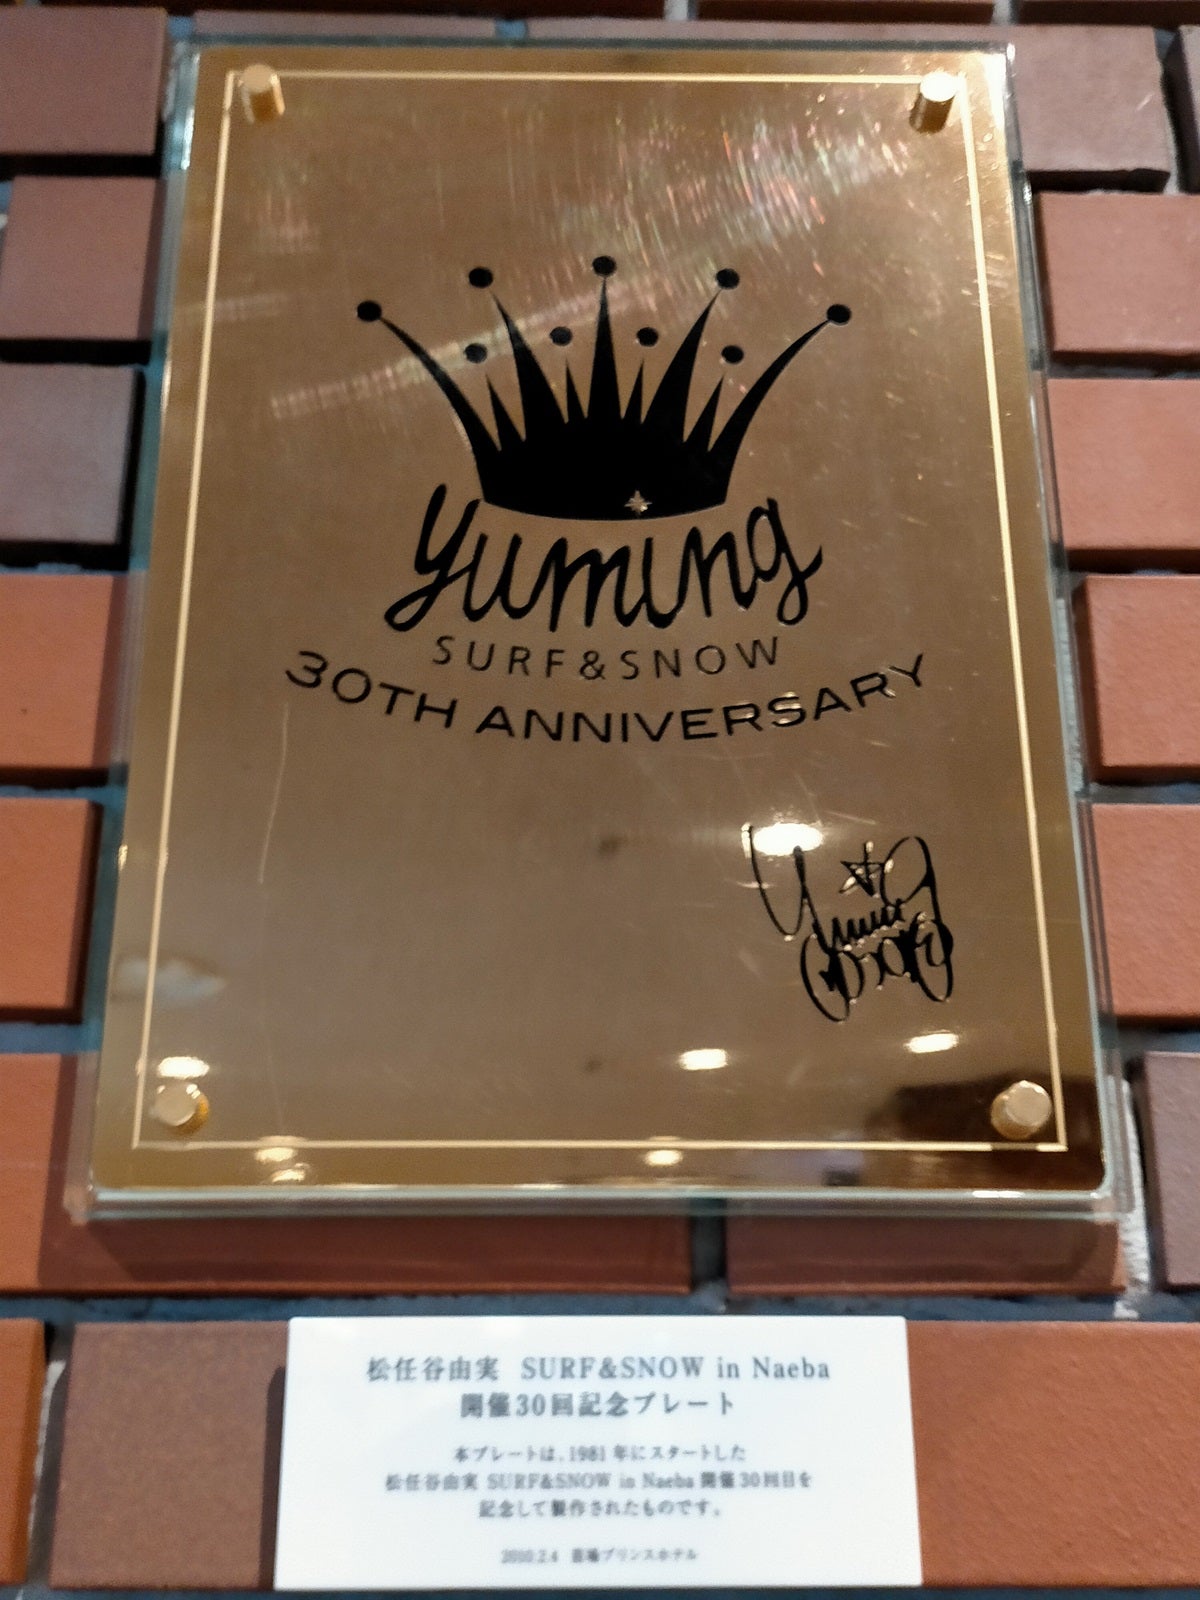 yuming
SURF&SNOW
30TH ANNIVERSARY
松任谷由実 SURF&SNOW in Naeba
開催30回記念プレート
本プレートは、1981年にスタートした
松任谷由実 SURF&SNOW in Naeba 開催30回目を
記念して製作されたものです。
2010.2.4 苗場プリンスホテル